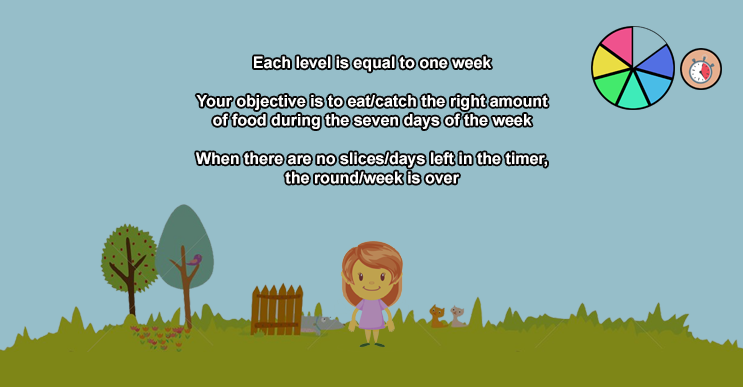 Each level is equal to one week
Your objective is to eat/catch the right amount
of food during the seven days of the week
When there are no slices/days left in the timer,
the round/week is over